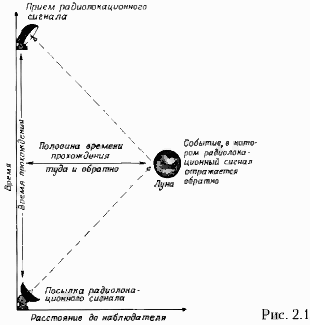 Прием радиолокационного
сигнала
Время
Время прохождения
Половина времени
прохождения
туда и обратно
Событие, в кото-
ром радиолока-
ционный сигнал
отражается
обратно
Луна
Посылка радиолока-
ционного сигнала
Расстояние до наблюдателя
Рис. 2.1